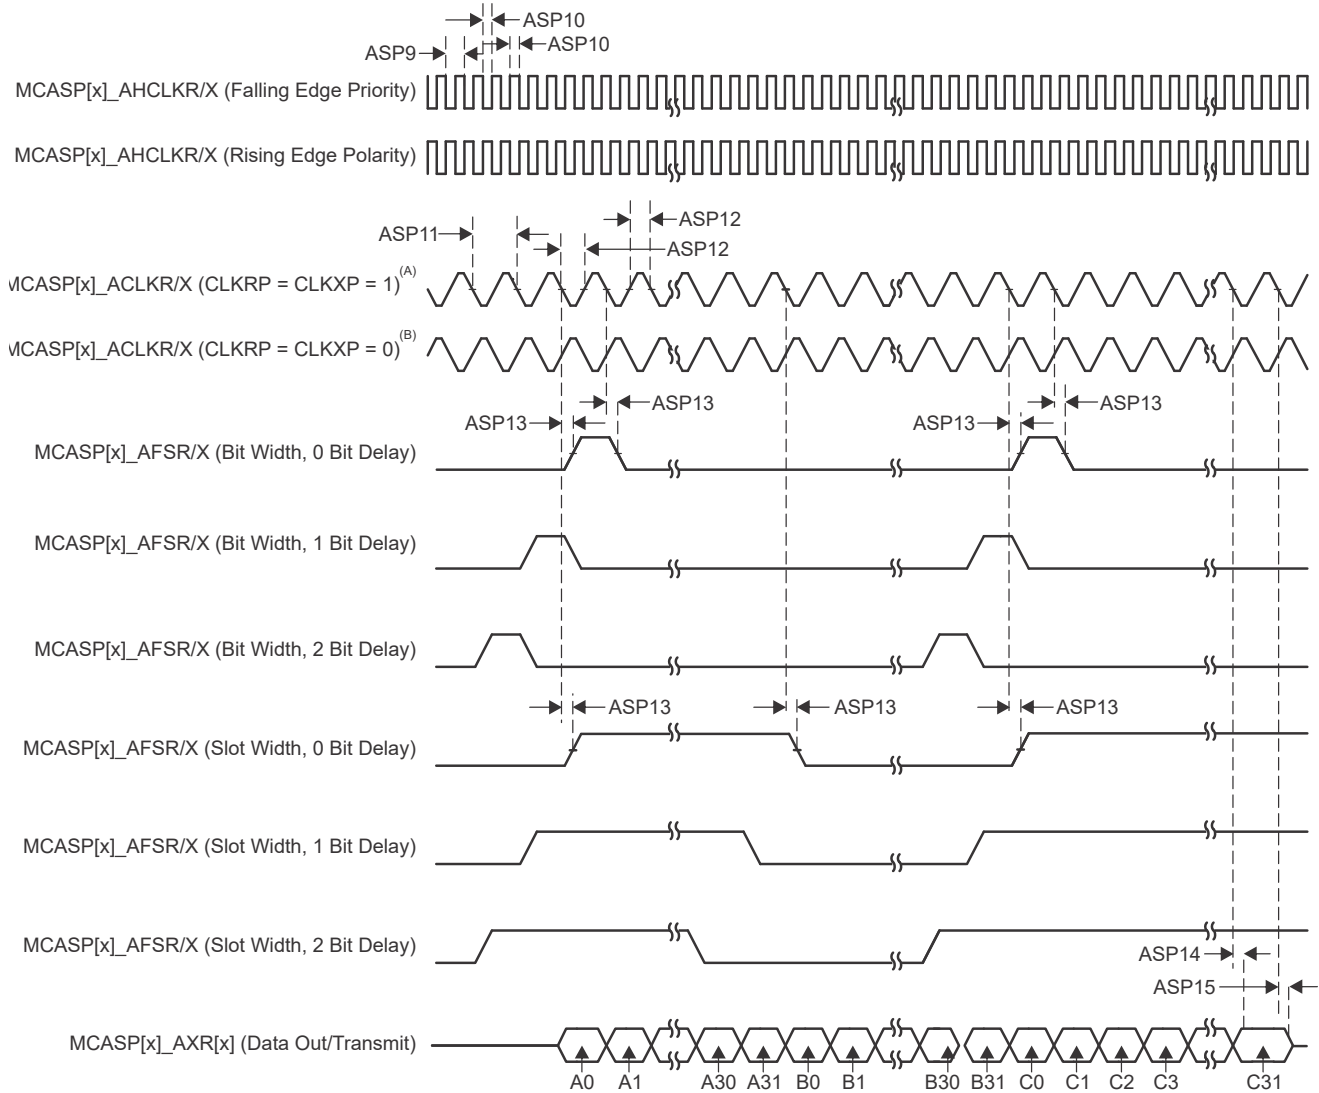 ASP10
ASP9
ASP10
MCASP[x]_AHCLKR/X (Falling Edge Priority)
MCASP[x]_AHCLKR/X (Rising Edge Polarity)
ASP12
ASP11
ASP12
MCASP[x]_ACLKR/X (CLKRP = CLKXP = 1)(A)
MCASP[x]_ACLKR/X (CLKRP = CLKXP = 0)(B)
ASP13 ASP13
ASP13 ASP13
MCASP[x]_AFSR/X (Bit Width, 0 Bit Delay)
MCASP[x]_AFSR/X (Bit Width, 1 Bit Delay)
MCASP[x]_AFSR/X (Bit Width, 2 Bit Delay)
ASP13 ASP13 ASP13
MCASP[x]_AFSR/X (Slot Width, 0 Bit Delay)
MCASP[x]_AFSR/X (Slot Width, 1 Bit Delay)
MCASP[x]_AFSR/X (Slot Width, 2 Bit Delay)
ASP14
ASP15
MCASP[x]_AXR[x] (Data Out/Transmit)
A0 A1 A30 A31 B0 B1 B30 B31 C0 C1 C2 C3 C31